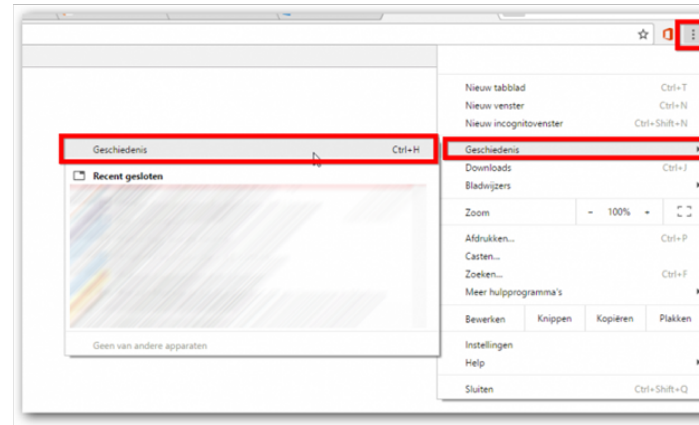 Nieuw tabblad Ctrl+T
Nieuw venster Ctrl+N
Nieuw incognitovenster Ctrl+Shift+N
Geschiedenis Ctrl+H
Recent gesloten
Geen van andere apparaten
Geschiedenis
Downloads Ctrl+J
Bladwijzers
Zoom - 100% +
Afdrukken... Ctrl+P
Casten...
Zoeken... Ctrl+F
Meer hulpprogramma's
Bewerken Knippen Kopiëren Plakken
Instellingen
Help
Sluiten Ctrl+Shift+Q